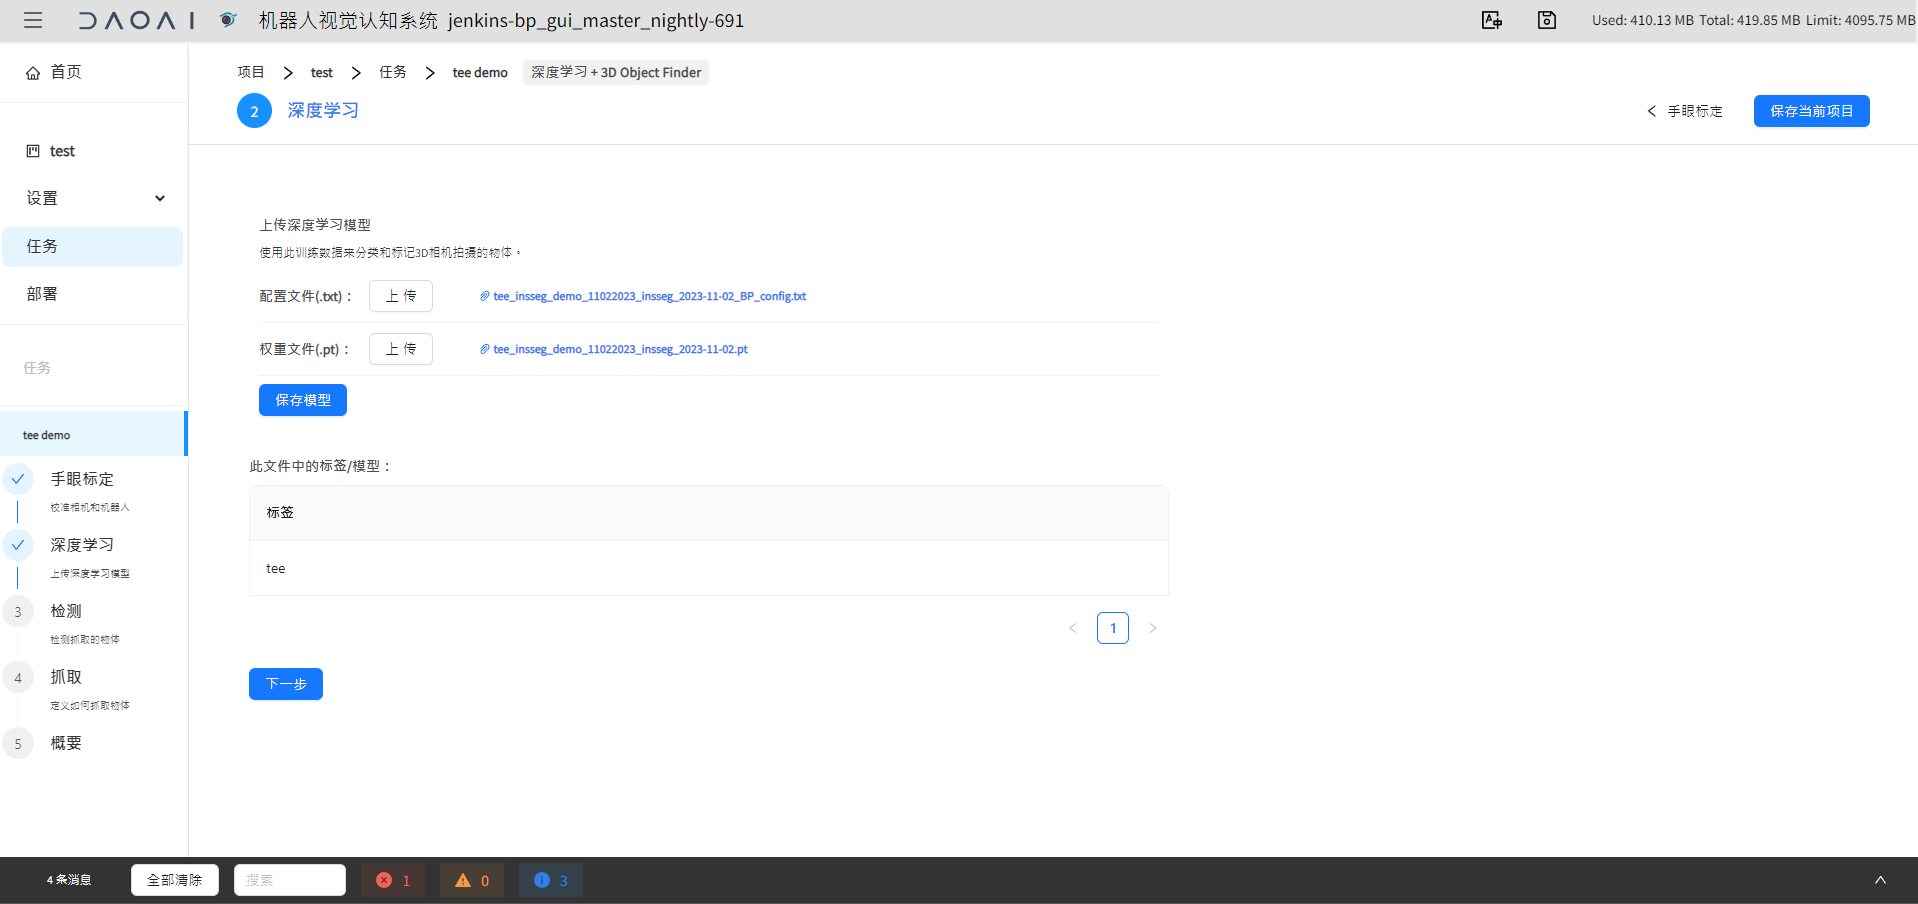 DAOAI 机器人视觉认知系统 jenkins-bp_gui_master_nightly-691 Used: 410.13 MB Total: 419.85 MB Limit: 4095.75 MB
首页
test
设置
任务
部署
任务
tee demo
手眼标定
校准相机和机器人
深度学习
上传深度学习模型
3 检测
检测抓取的物体
4 抓取
定义如何抓取物体
5 概要
项目 > test > 任务 > tee demo 深度学习 + 3D Object Finder
2 深度学习 < 手眼标定 保存当前项目
上传深度学习模型
使用此训练数据来分类和标记3D相机拍摄的物体。
配置文件(.txt)： 上 传 tee_insseg_demo_11022023_insseg_2023-11-02_BP_config.txt
权重文件(.pt)： 上 传 tee_insseg_demo_11022023_insseg_2023-11-02.pt
保存模型
此文件中的标签/模型：
标签
tee
< 1 >
下一步
4 条消息 全部清除 搜索 1 0 3